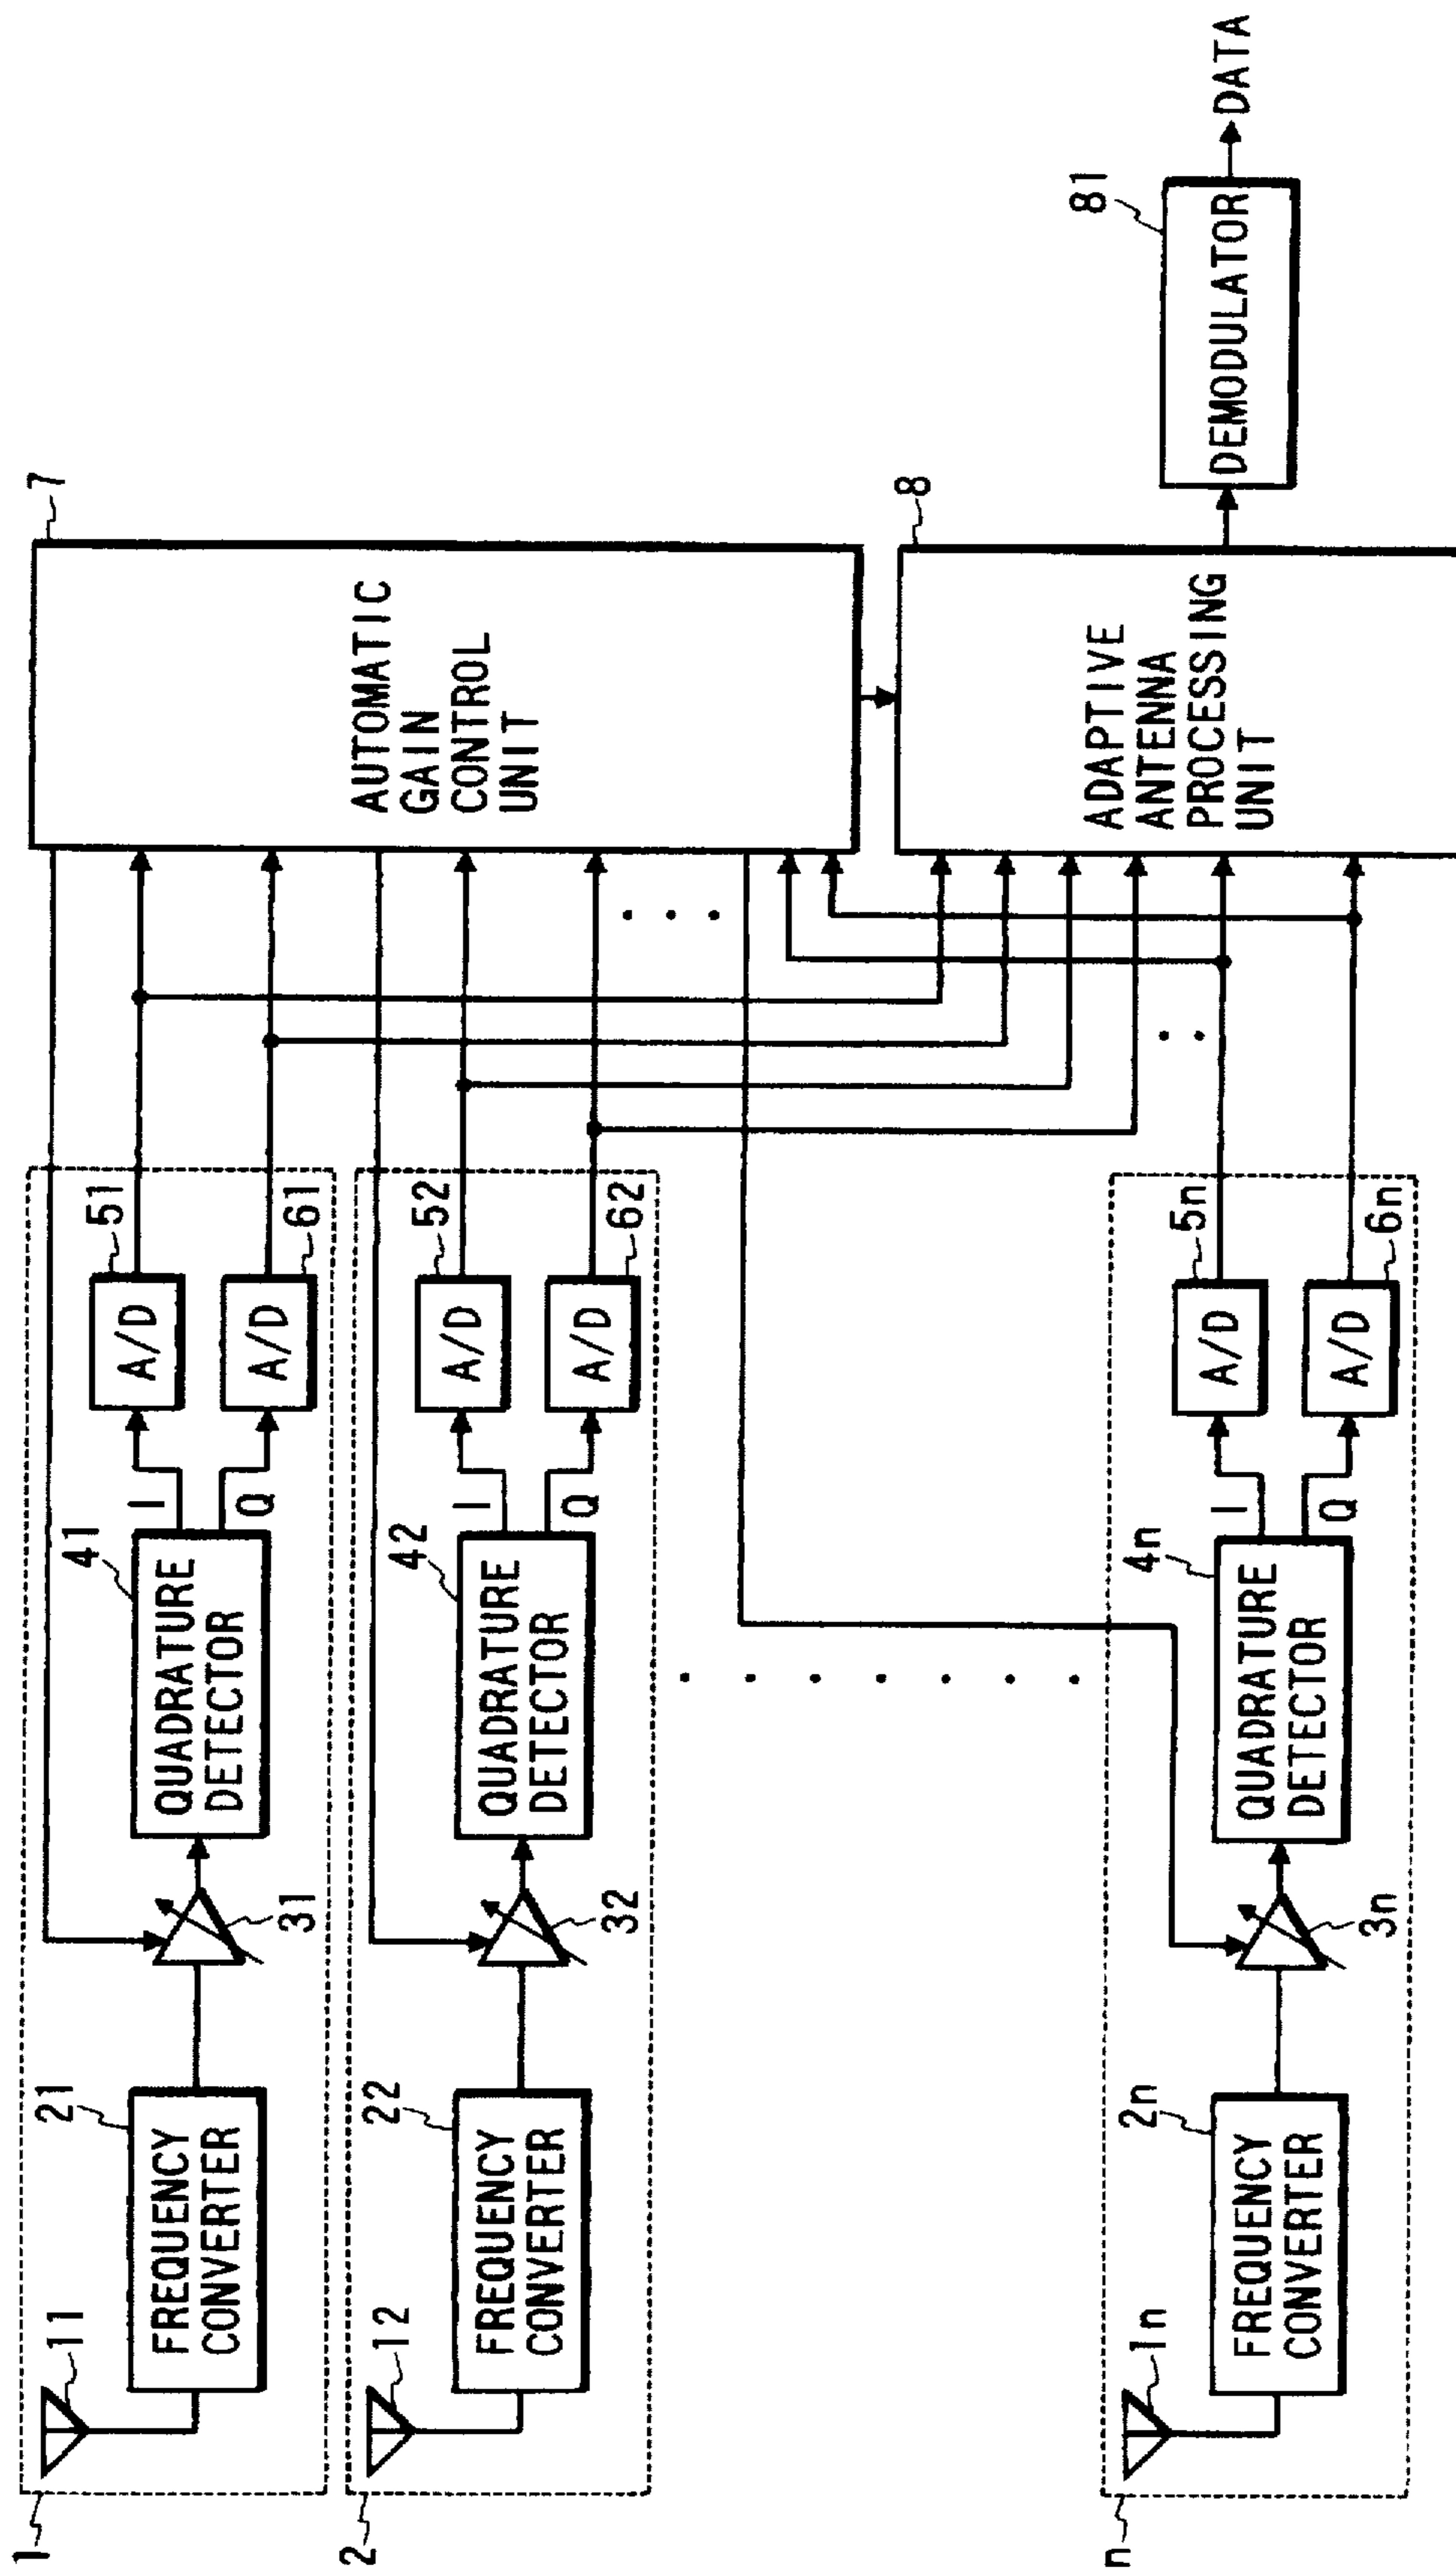 1
11
21
FREQUENCY
CONVERTER
31
41
QUADRATURE
DETECTOR
I
Q
51
A/D
61
A/D
2
12
22
FREQUENCY
CONVERTER
32
42
QUADRATURE
DETECTOR
I
Q
52
A/D
62
A/D
n
1n
2n
FREQUENCY
CONVERTER
3n
4n
QUADRATURE
DETECTOR
I
Q
5n
A/D
6n
A/D
7
AUTOMATIC
GAIN
CONTROL
UNIT
8
ADAPTIVE
ANTENNA
PROCESSING
UNIT
81
DEMODULATOR
DATA